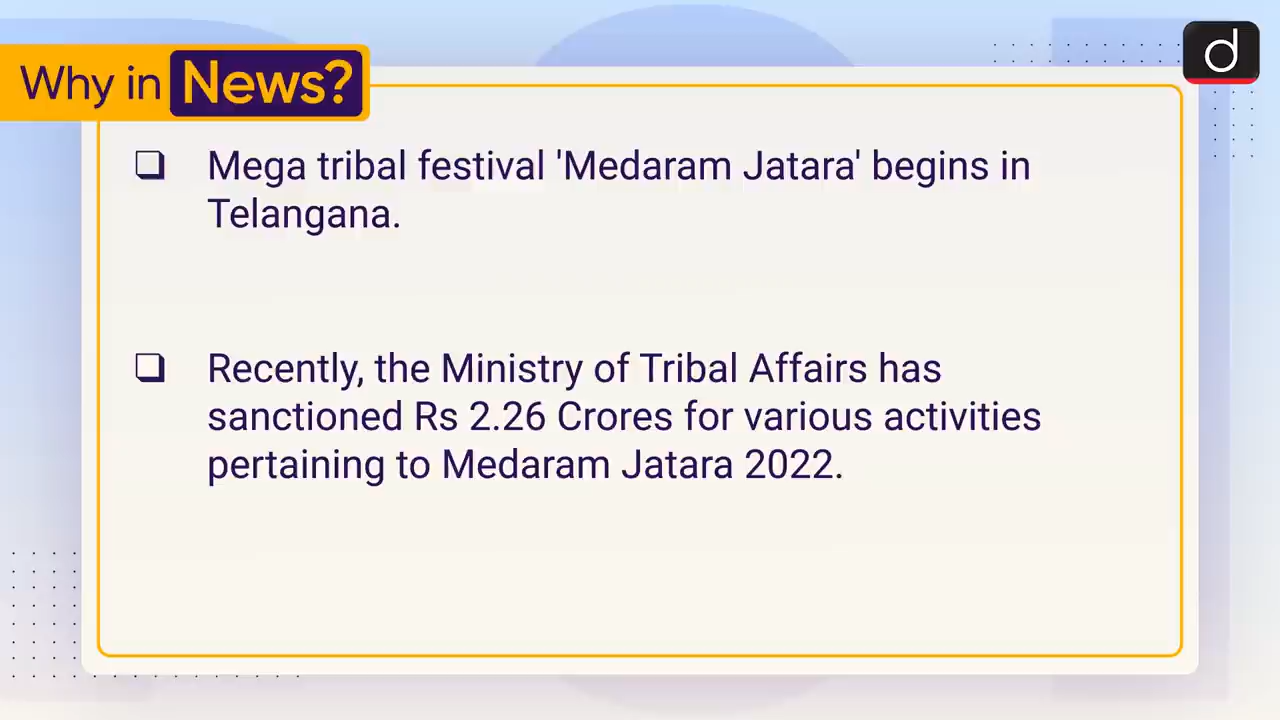 Why in News?
d
Mega tribal festival 'Medaram Jatara' begins in
Telangana.
Recently, the Ministry of Tribal Affairs has
sanctioned Rs 2.26 Crores for various activities
pertaining to Medaram Jatara 2022.